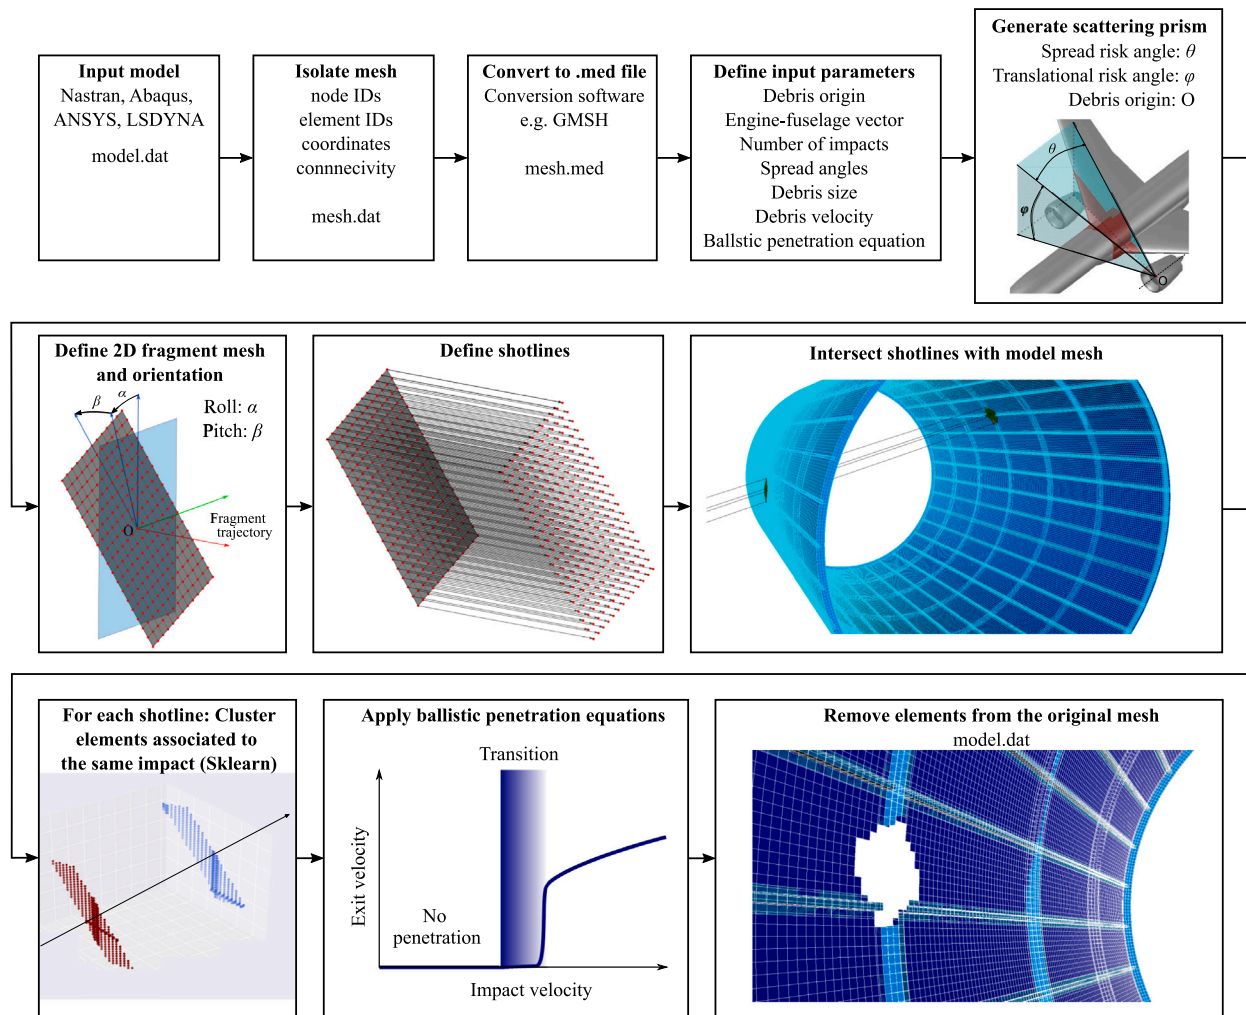 Input model
Nastran, Abaqus,
ANSYS, LSDYNA
model.dat
Isolate mesh
node IDs
element IDs
coordinates
connnecivity
mesh.dat
Convert to .med file
Conversion software
e.g. GMSH
mesh.med
Define input parameters
Debris origin
Engine-fuselage vector
Number of impacts
Spread angles
Debris size
Debris velocity
Ballstic penetration equation
Generate scattering prism
Spread risk angle: θ
Translational risk angle: φ
Debris origin: O
θ
φ
O
Define 2D fragment mesh
and orientation
α
β
Roll: α
Pitch: β
O
Fragment
trajectory
Define shotlines
Intersect shotlines with model mesh
For each shotline: Cluster
elements associated to
the same impact (Sklearn)
Apply ballistic penetration equations
Transition
Exit velocity
No
penetration
Impact velocity
Remove elements from the original mesh
model.dat